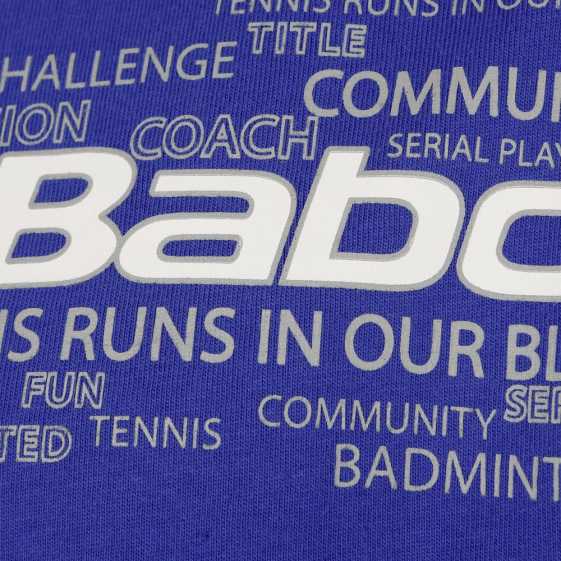 TENNIS RUNS IN OUR
TITLE
HALLENGE
COMMU
ION
COACH
SERIAL PLAY
Babo
IS RUNS IN OUR BL
FUN
COMMUNITY
SER
TED
TENNIS
BADMINT